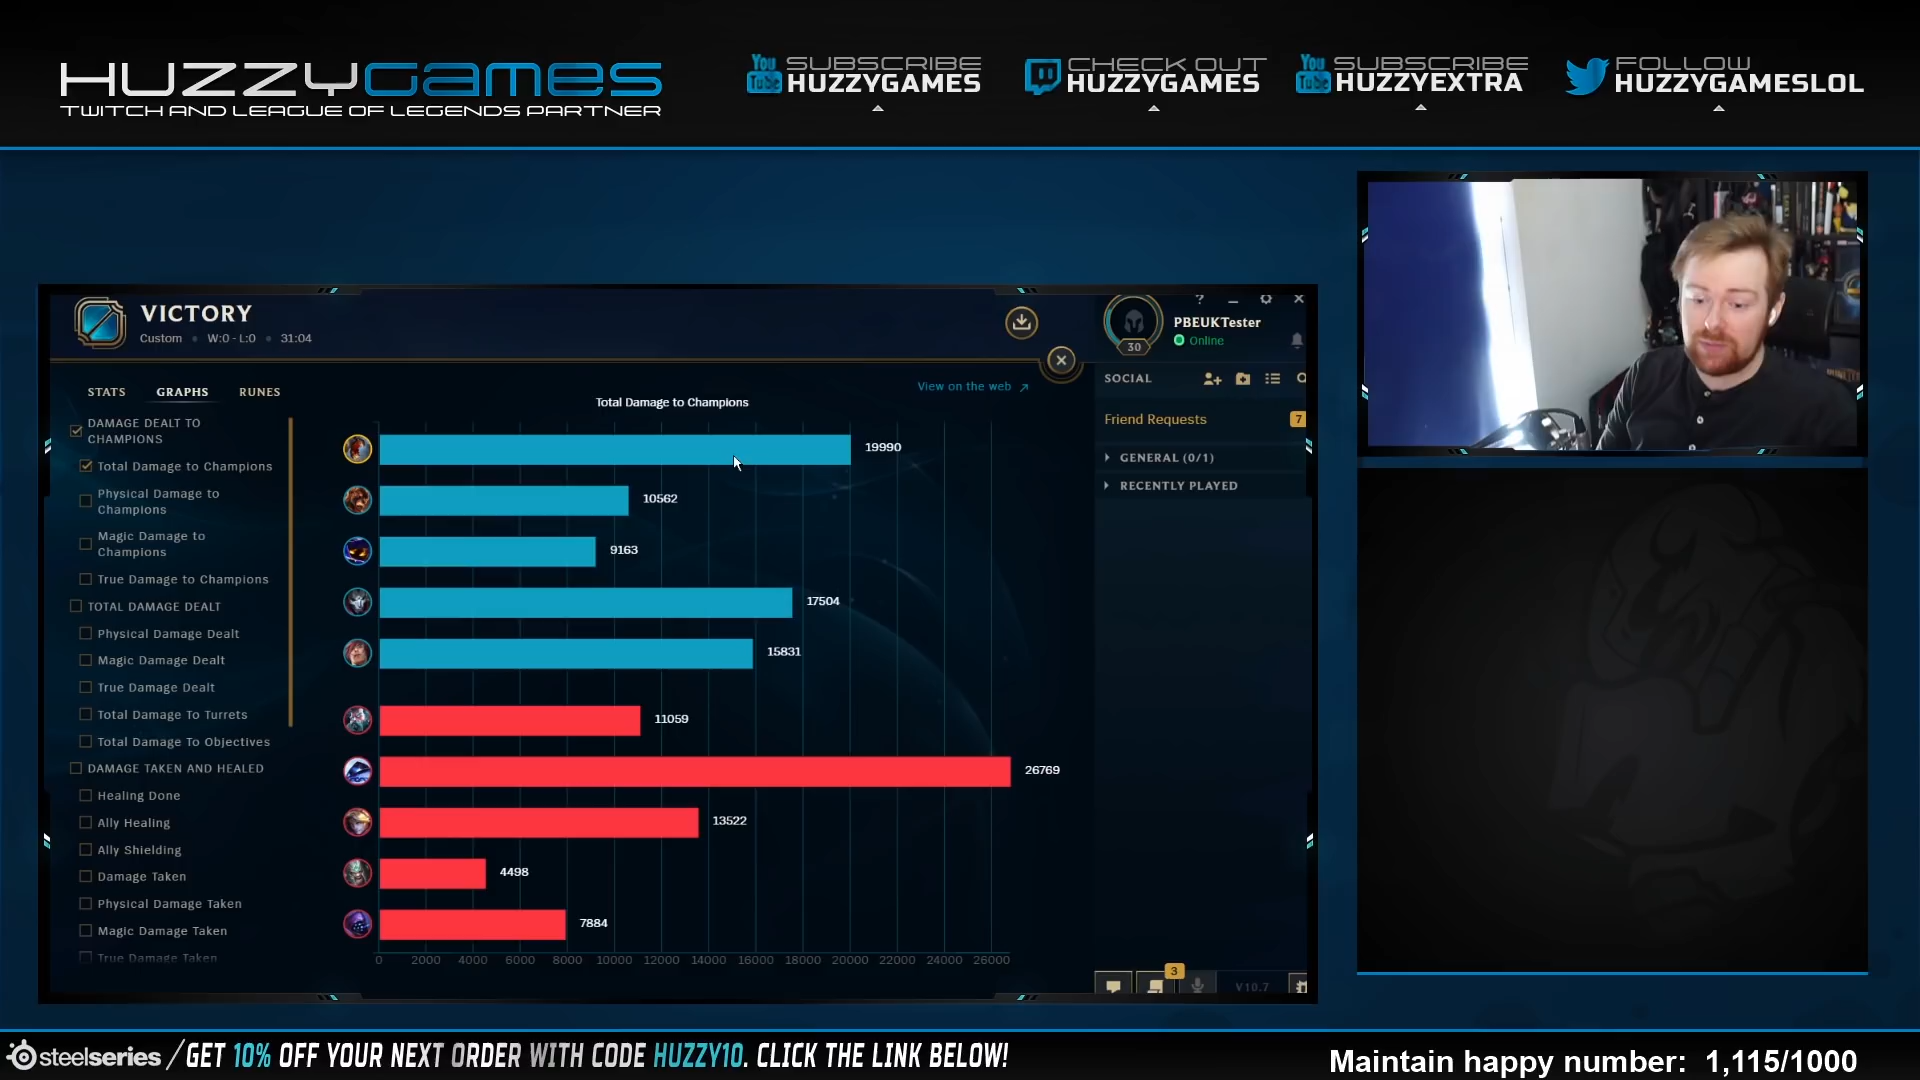 HUZZYGAMES
TWITCH AND LEAGUE OF LEGENDS PARTNER
You Tube SUBSCRIBE
HUZZYGAMES
CHECK OUT
HUZZYGAMES
You Tube SUBSCRIBE
HUZZYEXTRA
FOLLOW
HUZZYGAMESLOL
VICTORY
Custom • W:0 - L:0 • 31:04
30
PBEUKTester
Online
STATS GRAPHS RUNES
View on the web
Total Damage to Champions
SOCIAL
Friend Requests 7
GENERAL (0/1)
RECENTLY PLAYED
DAMAGE DEALT TO
CHAMPIONS
Total Damage to Champions
Physical Damage to
Champions
Magic Damage to
Champions
True Damage to Champions
TOTAL DAMAGE DEALT
Physical Damage Dealt
Magic Damage Dealt
True Damage Dealt
Total Damage To Turrets
Total Damage To Objectives
DAMAGE TAKEN AND HEALED
Healing Done
Ally Healing
Ally Shielding
Damage Taken
Physical Damage Taken
Magic Damage Taken
True Damage Taken
19990
10562
9163
17504
15831
11059
26769
13522
4498
7884
0 2000 4000 6000 8000 10000 12000 14000 16000 18000 20000 22000 24000 26000
3
V10.7
steelseries / GET 10% OFF YOUR NEXT ORDER WITH CODE HUZZY10. CLICK THE LINK BELOW!
Maintain happy number: 1,115/1000